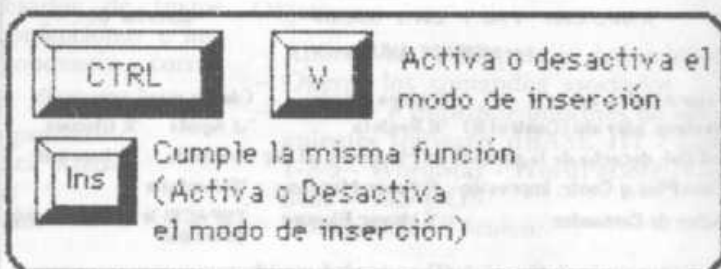 CTRL V Activa o desactiva el
modo de inserción
Ins Cumple la misma función
(Activa o Desactiva
el modo de inserción)